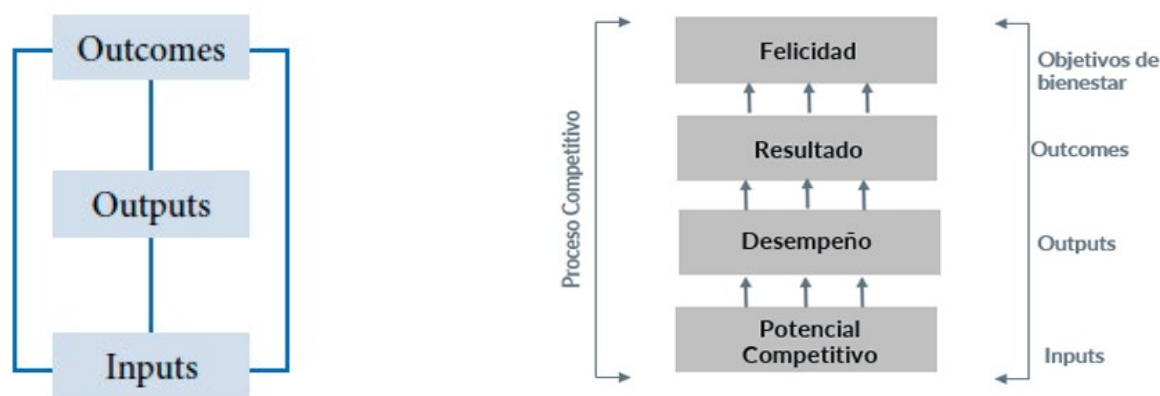 Outcomes
Outputs
Inputs
Proceso Competitivo
Felicidad
Resultado
Desempeño
Potencial
Competitivo
Objetivos de
bienestar
Outcomes
Outputs
Inputs